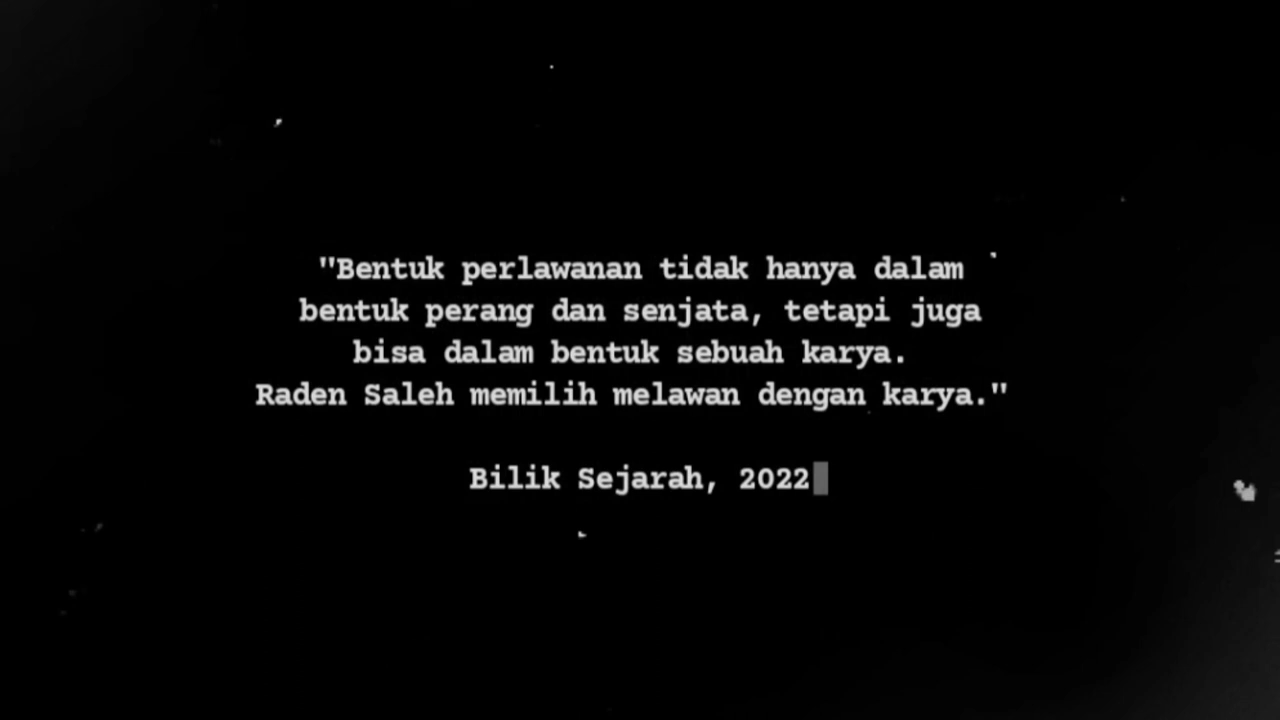 "Bentuk perlawanan tidak hanya dalam
bentuk perang dan senjata, tetapi juga
bisa dalam bentuk sebuah karya.
Raden Saleh memilih melawan dengan karya."
Bilik Sejarah, 2022